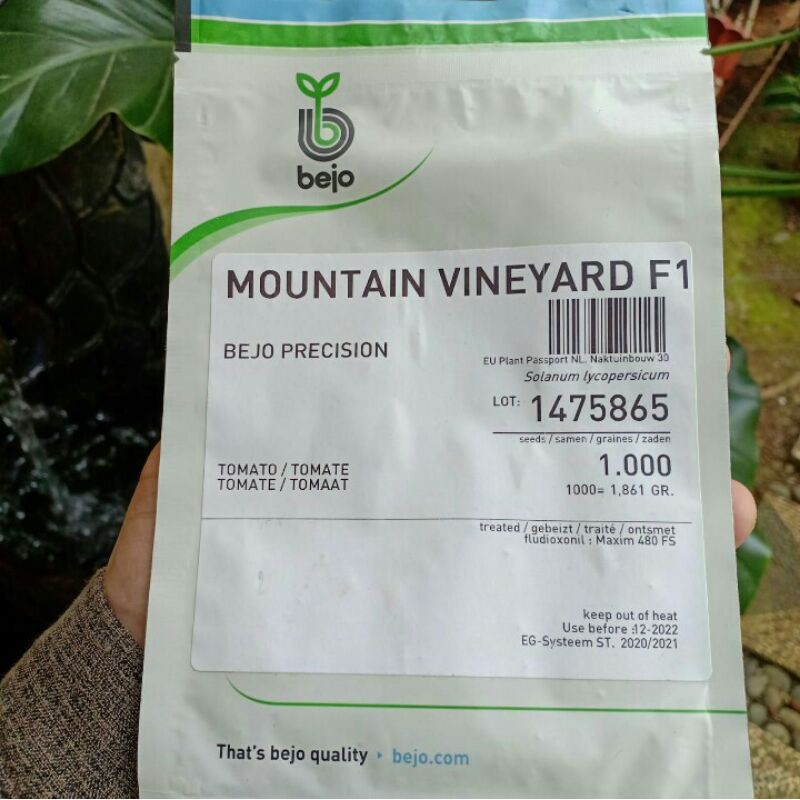 bejo
MOUNTAIN VINEYARD F1
BEJO PRECISION
EU Plant Passport NL. Naktuinbouw 30
Solanum lycopersicum
LOT: 1475865
seeds / samen / graines / zaden
TOMATO / TOMATE
TOMATE / TOMAAT
1.000
1000= 1,861 GR.
treated / gebeizt / traité / ontsmet
fludioxonil : Maxim 480 FS
keep out of heat
Use before :12-2022
EG-Systeem ST. 2020/2021
That's bejo quality ‣ bejo.com